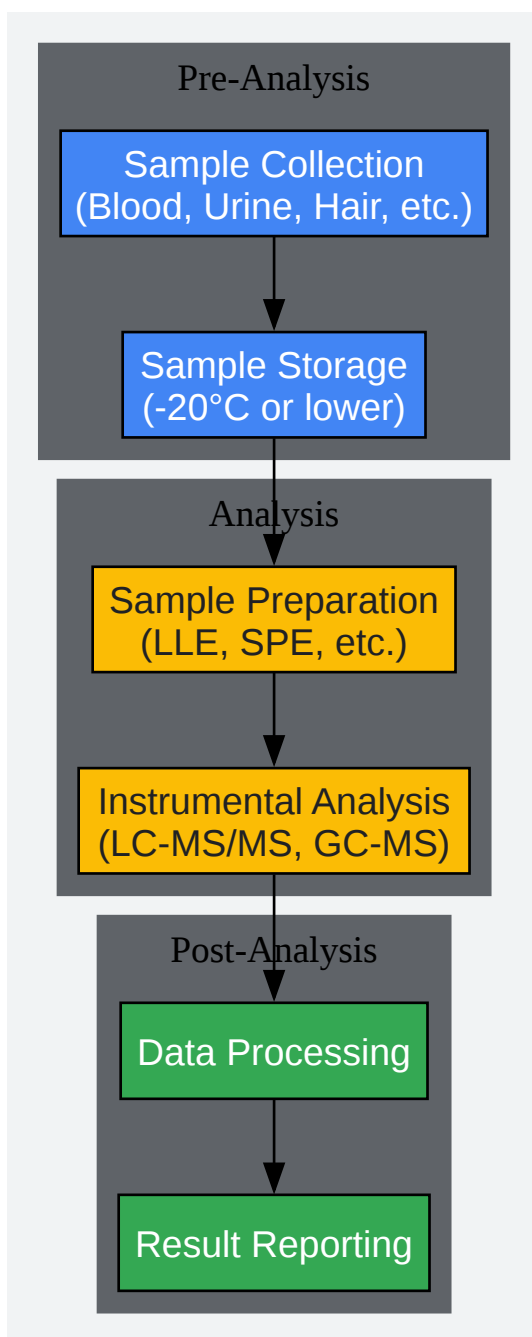 Pre-Analysis
Sample Collection
(Blood, Urine, Hair, etc.)
Sample Storage
(-20°C or lower)
Analysis
Sample Preparation
(LLE, SPE, etc.)
Instrumental Analysis
(LC-MS/MS, GC-MS)
Post-Analysis
Data Processing
Result Reporting